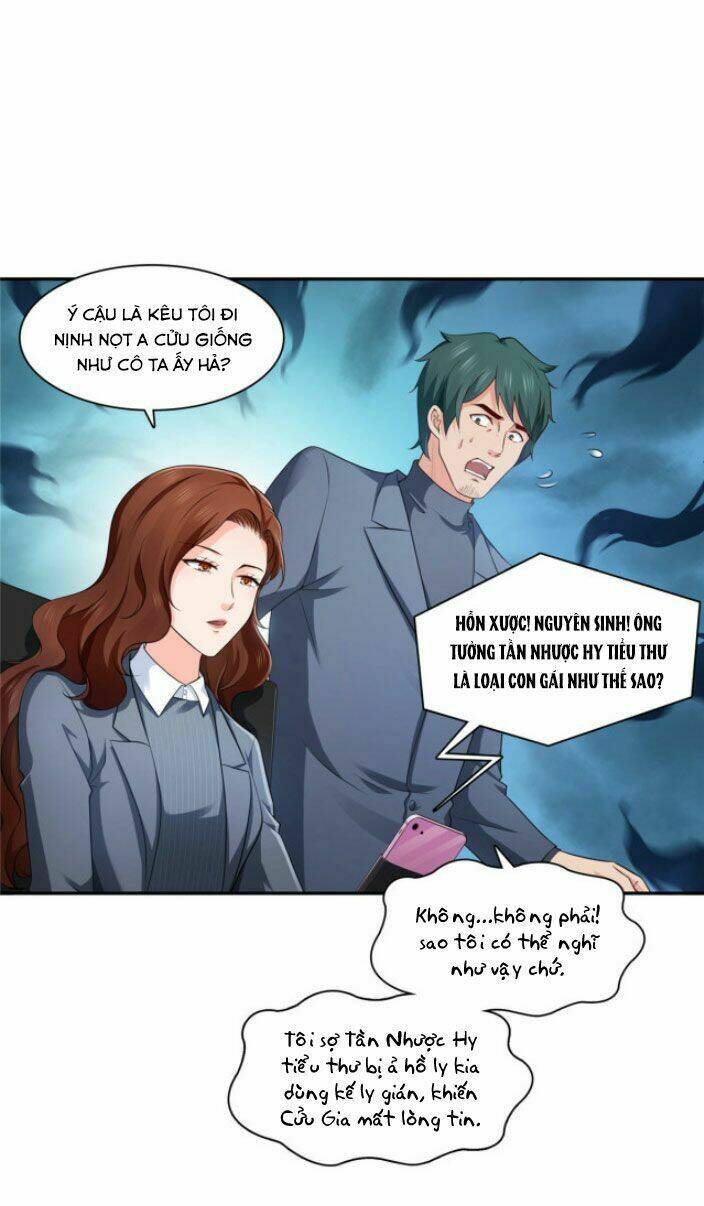 Ý CẬU LÀ KÊU TÔI ĐI
NỊNH NỌT A CỬU GIỐNG
NHƯ CÔ TA ẤY HẢ?
HỖN XƯỢC! NGUYÊN SINH! ÔNG
TƯỞNG TẦN NHƯỢC HY TIỂU THƯ
LÀ LOẠI CON GÁI NHƯ THẾ SAO?
Không...không phải!
sao tôi có thể nghĩ
như vậy chứ.
Tôi sợ Tần Nhược Hy
tiểu thư bị ả hồ ly kia
dùng kế ly gián, khiến
Cửu Gia mất lòng tin.